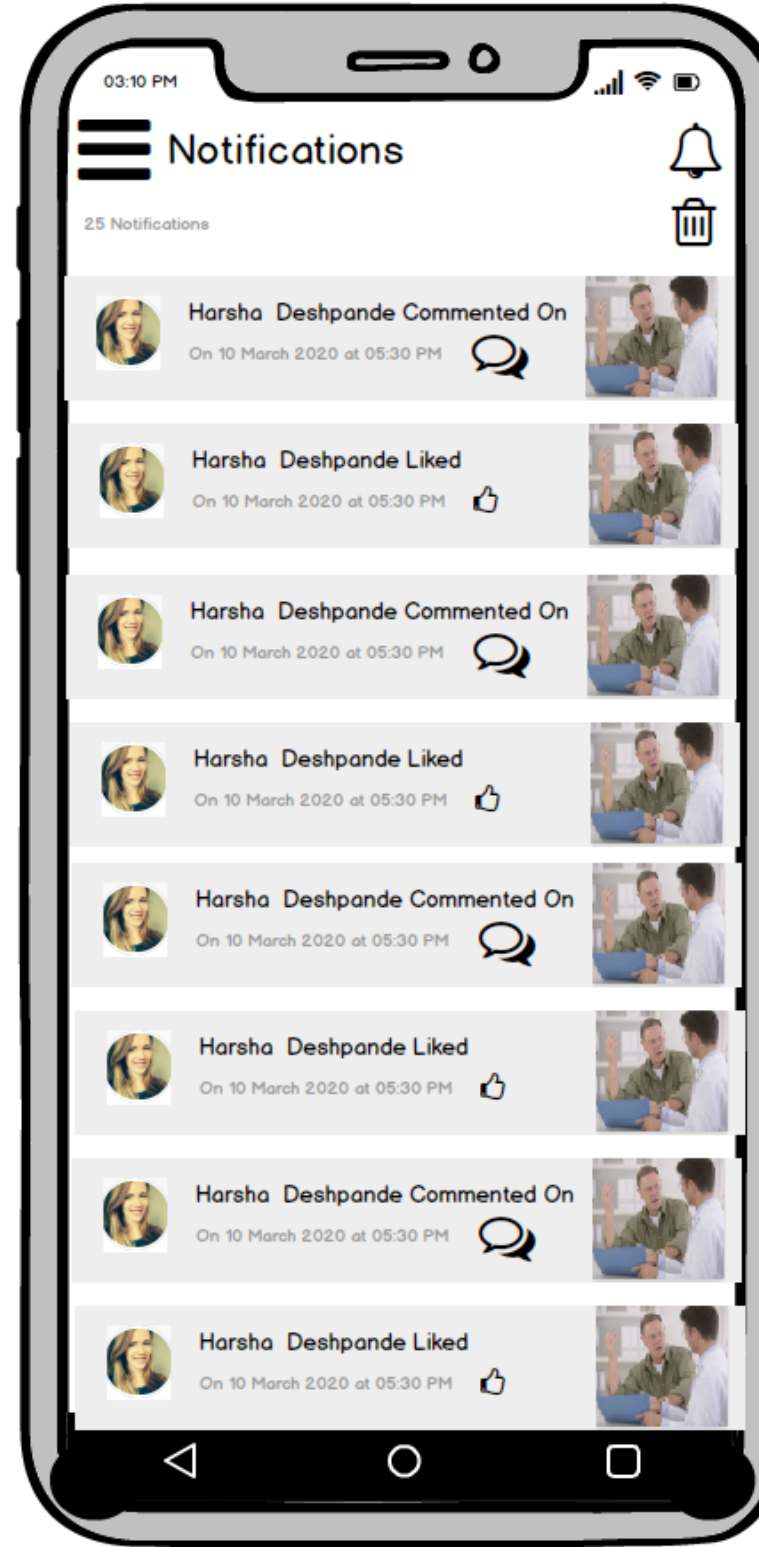 03:10 PM
Notifications
25 Notifications
Harsha Deshpande Commented On
On 10 March 2020 at 05:30 PM
Harsha Deshpande Liked
On 10 March 2020 at 05:30 PM
Harsha Deshpande Commented On
On 10 March 2020 at 05:30 PM
Harsha Deshpande Liked
On 10 March 2020 at 05:30 PM
Harsha Deshpande Commented On
On 10 March 2020 at 05:30 PM
Harsha Deshpande Liked
On 10 March 2020 at 05:30 PM
Harsha Deshpande Commented On
On 10 March 2020 at 05:30 PM
Harsha Deshpande Liked
On 10 March 2020 at 05:30 PM